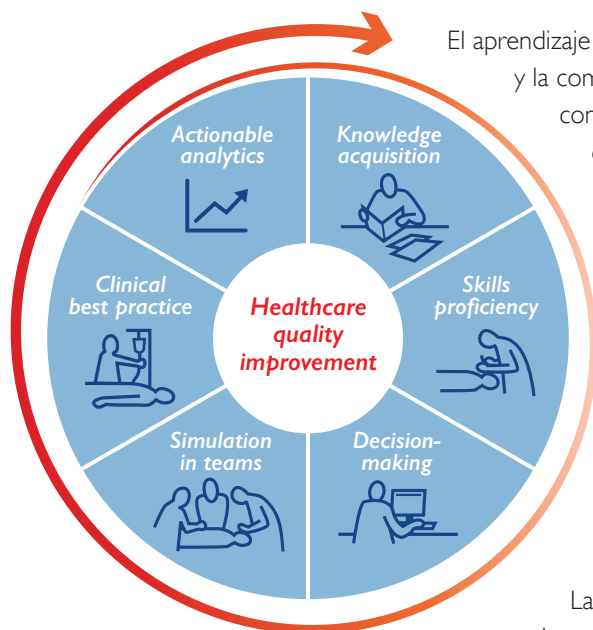 El aprendizaje
y la com
con
Actionable
analytics
Knowledge
acquisition
Clinical
best practice
Healthcare
quality
improvement
Skills
proficiency
Simulation
in teams
Decision-
making
La